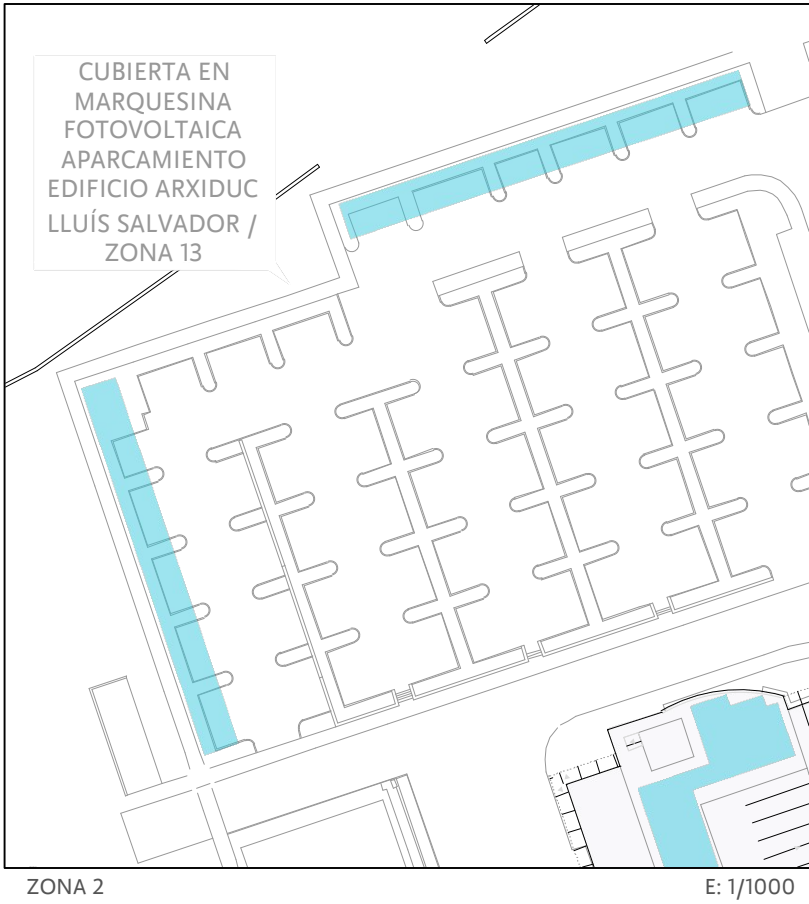 CUBIERTA EN
MARQUESINA
FOTOVOLTAICA
APARCAMIENTO
EDIFICIO ARXIDUC
LLUÍS SALVADOR /
ZONA 13
ZONA 2
E: 1/1000